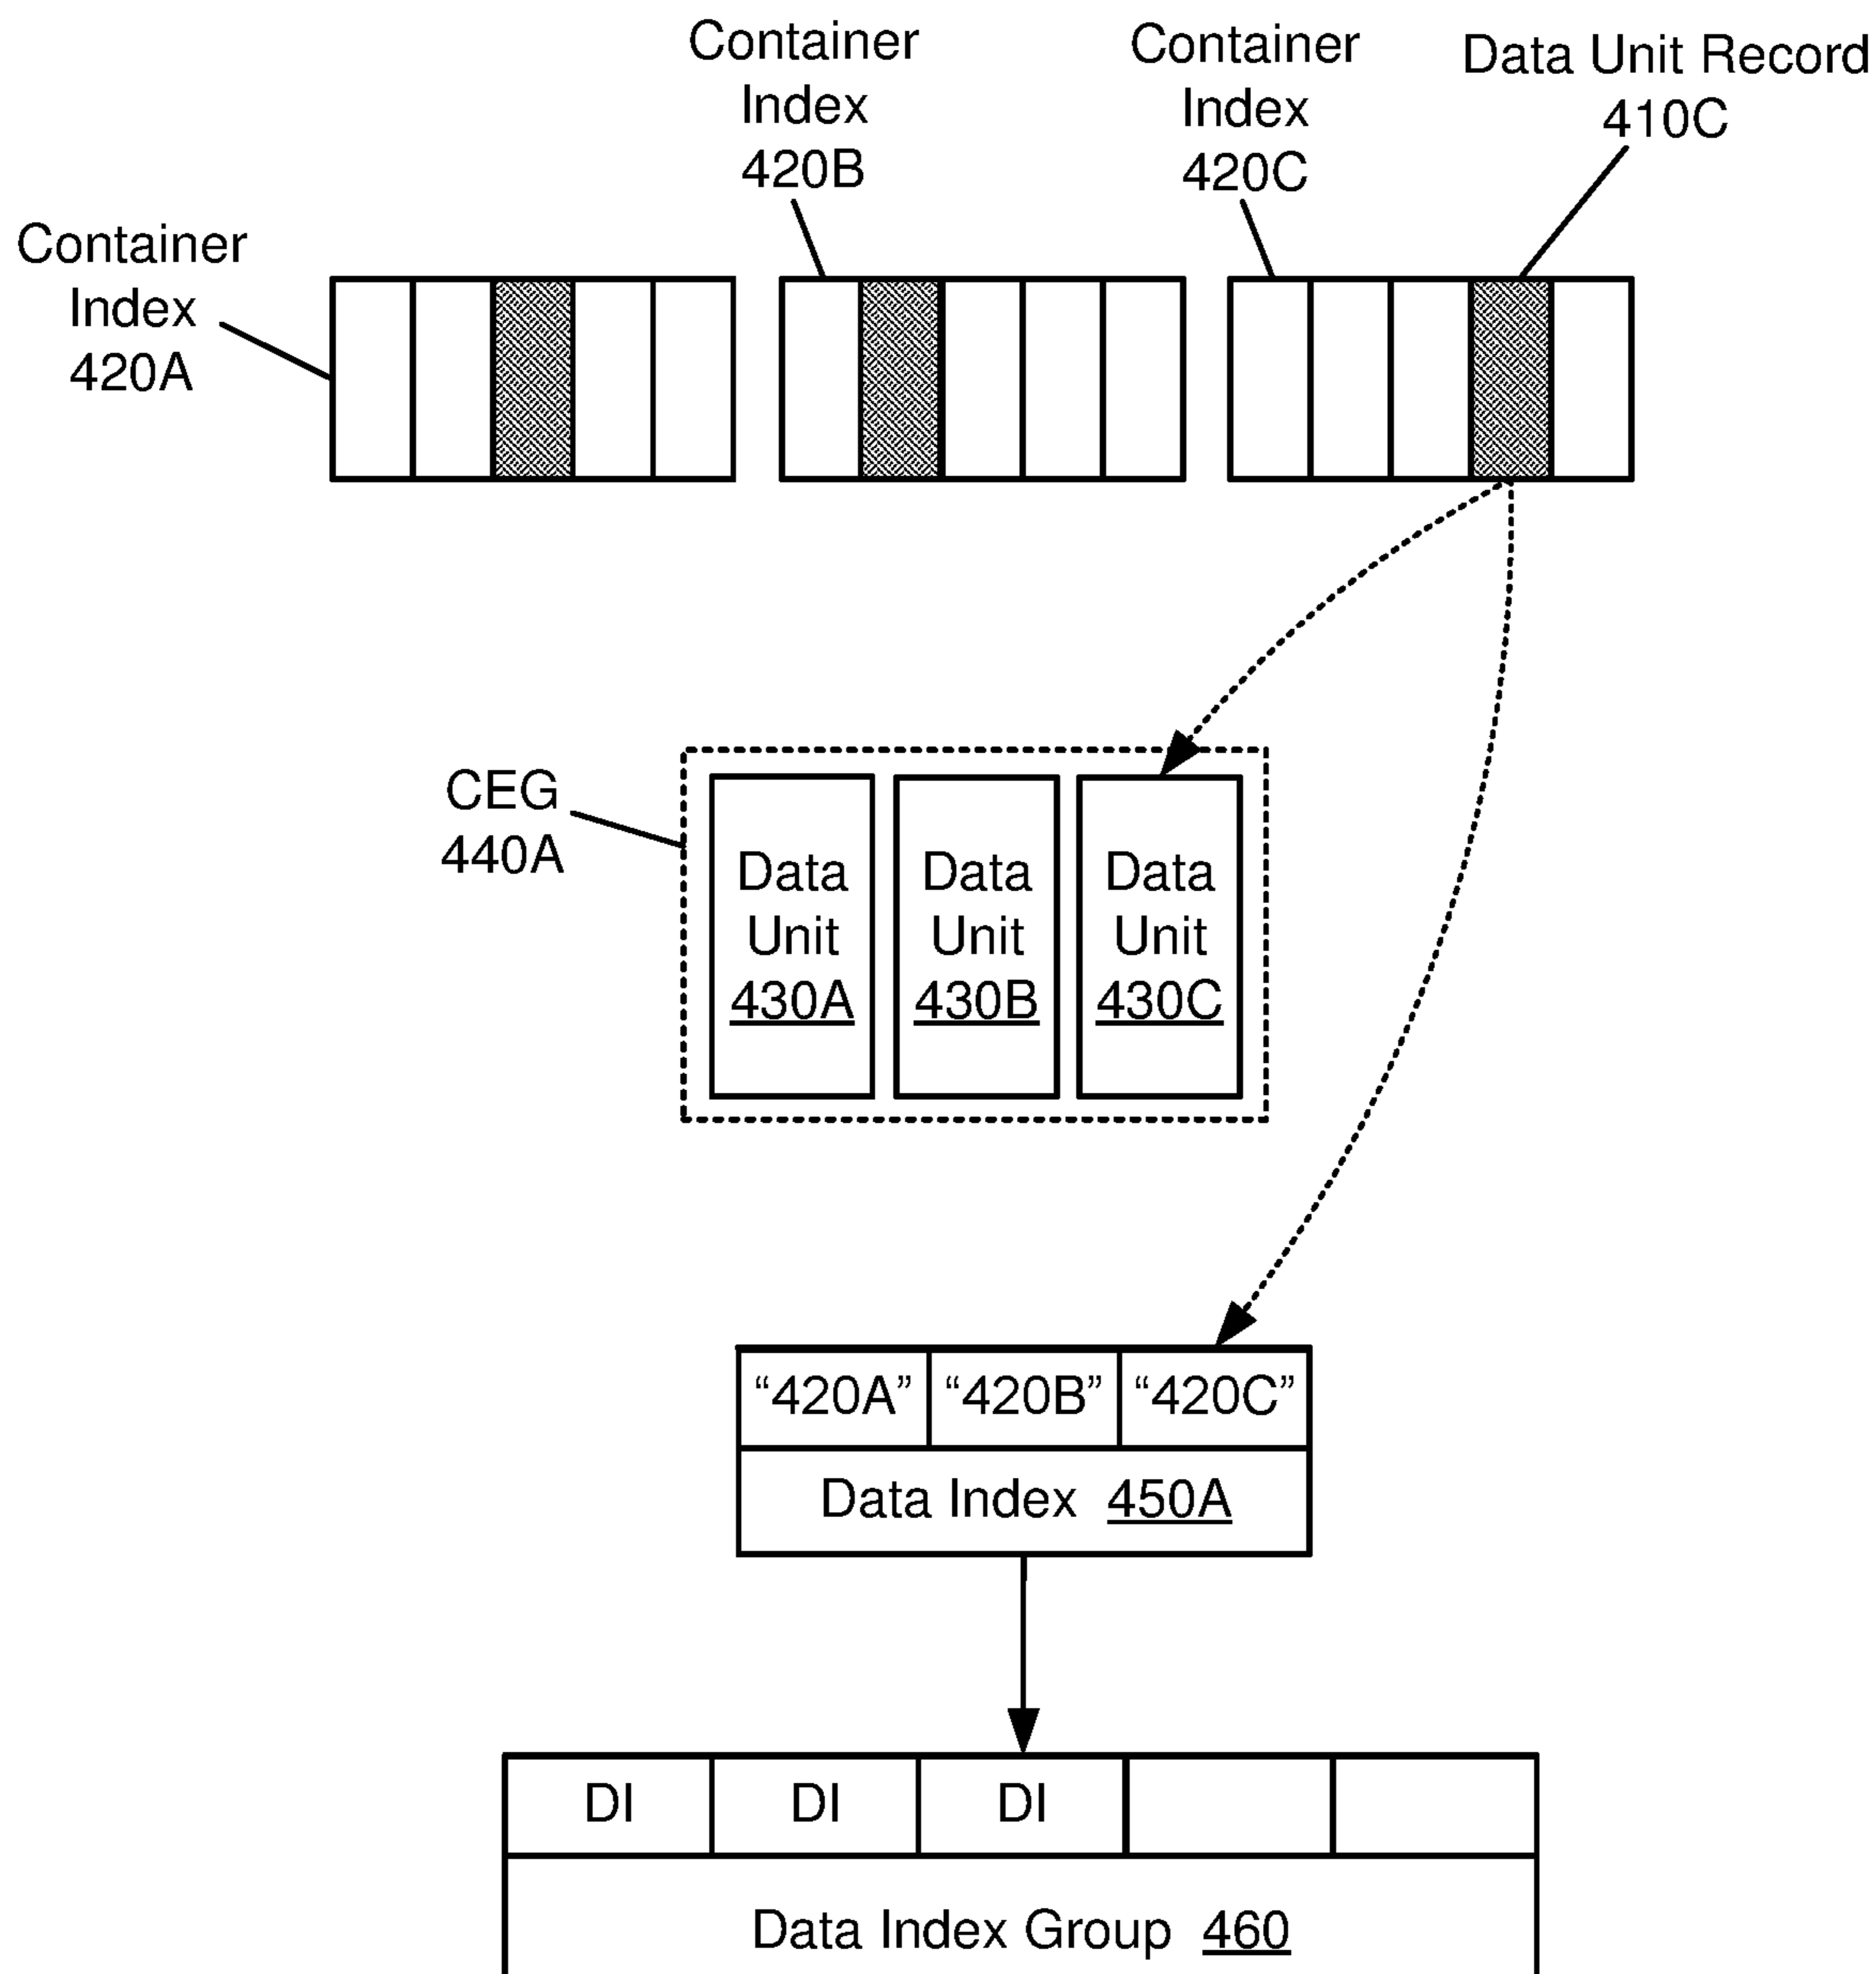 Container
Index
420B
Container
Index
420C
Data Unit Record
410C
Container
Index
420A
CEG
440A
Data
Unit
430A
Data
Unit
430B
Data
Unit
430C
“420A”
“420B”
“420C”
Data Index 450A
DI
DI
DI
Data Index Group 460